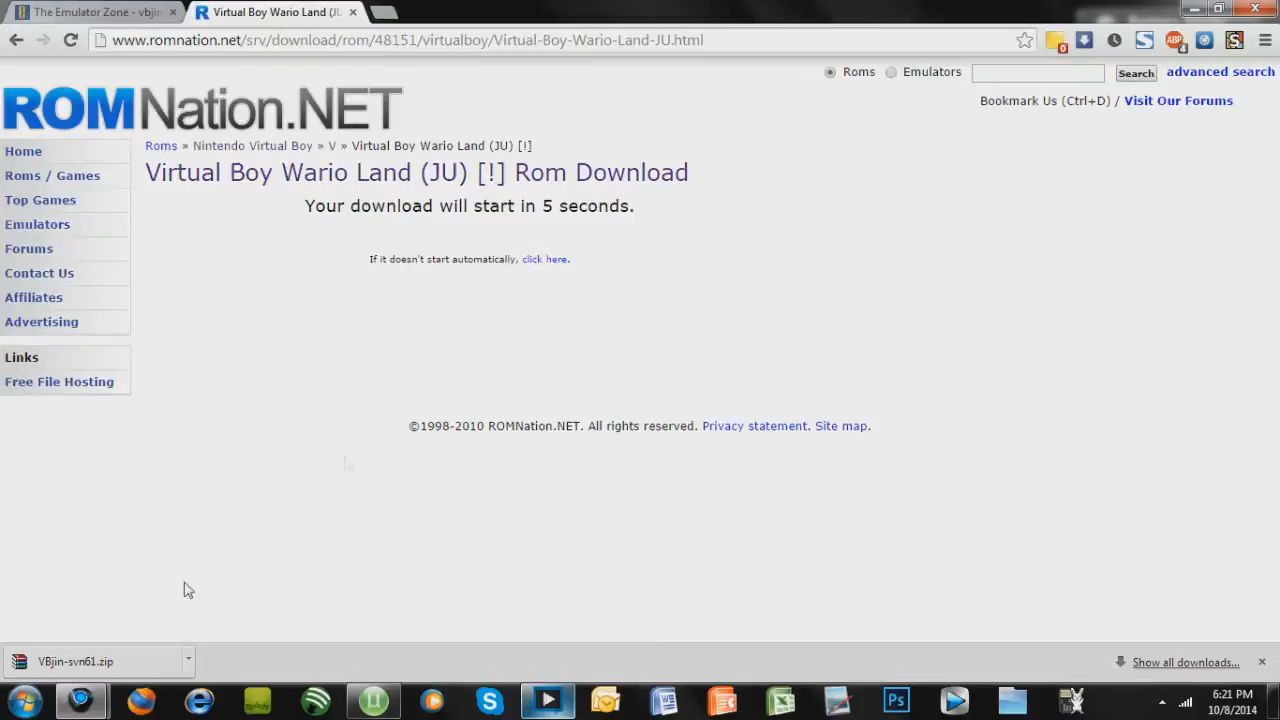 The Emulator Zone - vbjin
Virtual Boy Wario Land (JU
www.romnation.net/srv/download/rom/48151/virtualboy/Virtual-Boy-Wario-Land-JU.html
Roms Emulators Search advanced search
Bookmark Us (Ctrl+D) / Visit Our Forums
ROMNation.NET
Home
Roms / Games
Top Games
Emulators
Forums
Contact Us
Affiliates
Advertising
Links
Free File Hosting
Roms » Nintendo Virtual Boy » V » Virtual Boy Wario Land (JU) [!]
Virtual Boy Wario Land (JU) [!] Rom Download
Your download will start in 5 seconds.
If it doesn't start automatically, click here.
©1998-2010 ROMNation.NET. All rights reserved. Privacy statement. Site map.
VBjin-svn61.zip
Show all downloads...
6:21 PM
10/8/2014